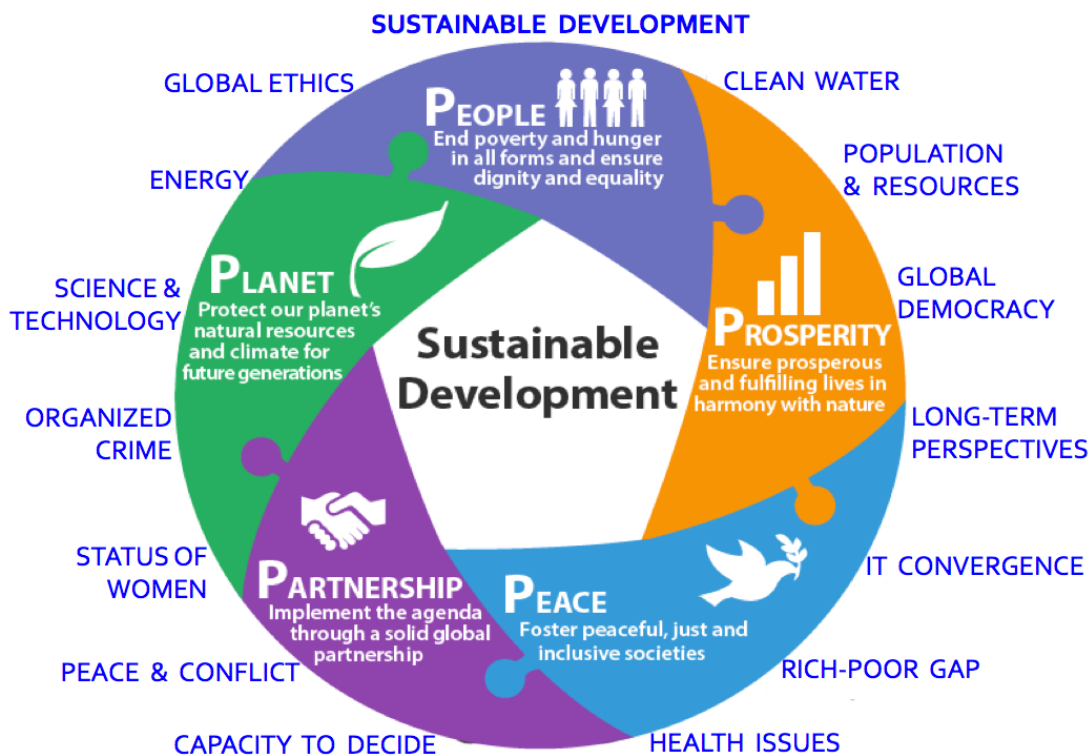 SUSTAINABLE DEVELOPMENT
GLOBAL ETHICS
CLEAN WATER
PEOPLE
End poverty and hunger
in all forms and ensure
dignity and equality
POPULATION
& RESOURCES
ENERGY
PLANET
Protect our planet's
natural resources
and climate for
future generations
SCIENCE &
TECHNOLOGY
GLOBAL
DEMOCRACY
PROSPERITY
Ensure prosperous
and fulfilling lives in
harmony with nature
Sustainable
Development
ORGANIZED
CRIME
LONG-TERM
PERSPECTIVES
STATUS OF
WOMEN
PARTNERSHIP
Implement the agenda
through a solid global
partnership
PEACE
Foster peaceful, just and
inclusive societies
IT CONVERGENCE
PEACE & CONFLICT
RICH-POOR GAP
CAPACITY TO DECIDE
HEALTH ISSUES